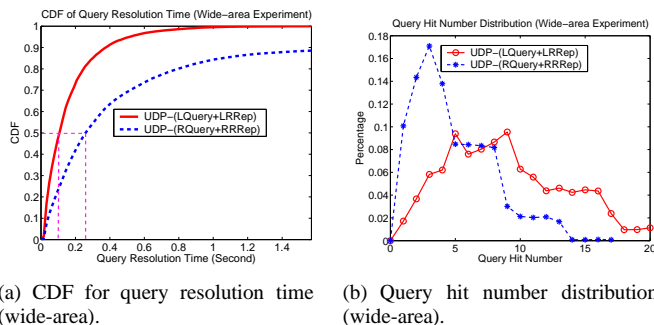 CDF of Query Resolution Time (Wide-area Experiment)
1
0.9
0.8
0.7
0.6
0.5
0.4
0.3
0.2
0.1
0
CDF
UDP-(LQuery+LRRep)
UDP-(RQuery+RRRep)
0 0.2 0.4 0.6 0.8 1 1.2 1.4
Query Resolution Time (Second)
(a) CDF for query resolution time
(wide-area).
Query Hit Number Distribution (Wide-area Experiment)
0.18
0.16
0.14
0.12
0.1
0.08
0.06
0.04
0.02
0
Percentage
UDP-(LQuery+LRRep)
UDP-(RQuery+RRRep)
0 5 10 15 20
Query Hit Number
(b) Query hit number distribution
(wide-area).